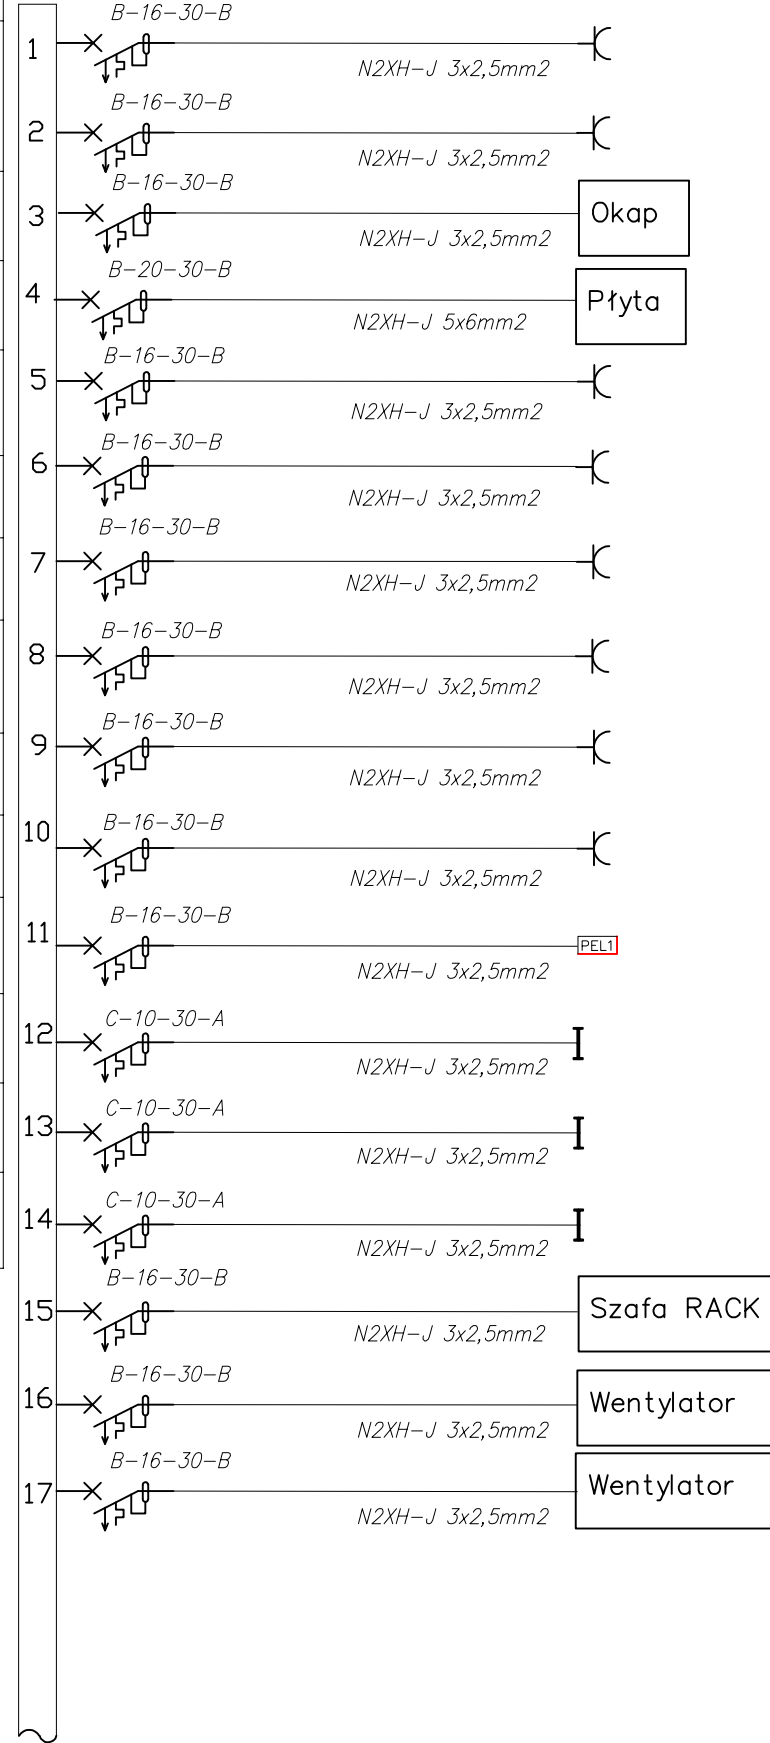 B-16-30-B
1
N2XH-J 3x2,5mm2
B-16-30-B
2
N2XH-J 3x2,5mm2
B-16-30-B
3
Okap
N2XH-J 3x2,5mm2
B-20-30-B
4
Płyta
N2XH-J 5x6mm2
B-16-30-B
5
N2XH-J 3x2,5mm2
B-16-30-B
6
N2XH-J 3x2,5mm2
B-16-30-B
7
N2XH-J 3x2,5mm2
B-16-30-B
8
N2XH-J 3x2,5mm2
B-16-30-B
9
N2XH-J 3x2,5mm2
B-16-30-B
10
N2XH-J 3x2,5mm2
B-16-30-B
11
PEL1
N2XH-J 3x2,5mm2
C-10-30-A
12
N2XH-J 3x2,5mm2
C-10-30-A
13
N2XH-J 3x2,5mm2
C-10-30-A
14
N2XH-J 3x2,5mm2
B-16-30-B
15
Szafa RACK
N2XH-J 3x2,5mm2
B-16-30-B
16
Wentylator
N2XH-J 3x2,5mm2
B-16-30-B
17
Wentylator
N2XH-J 3x2,5mm2